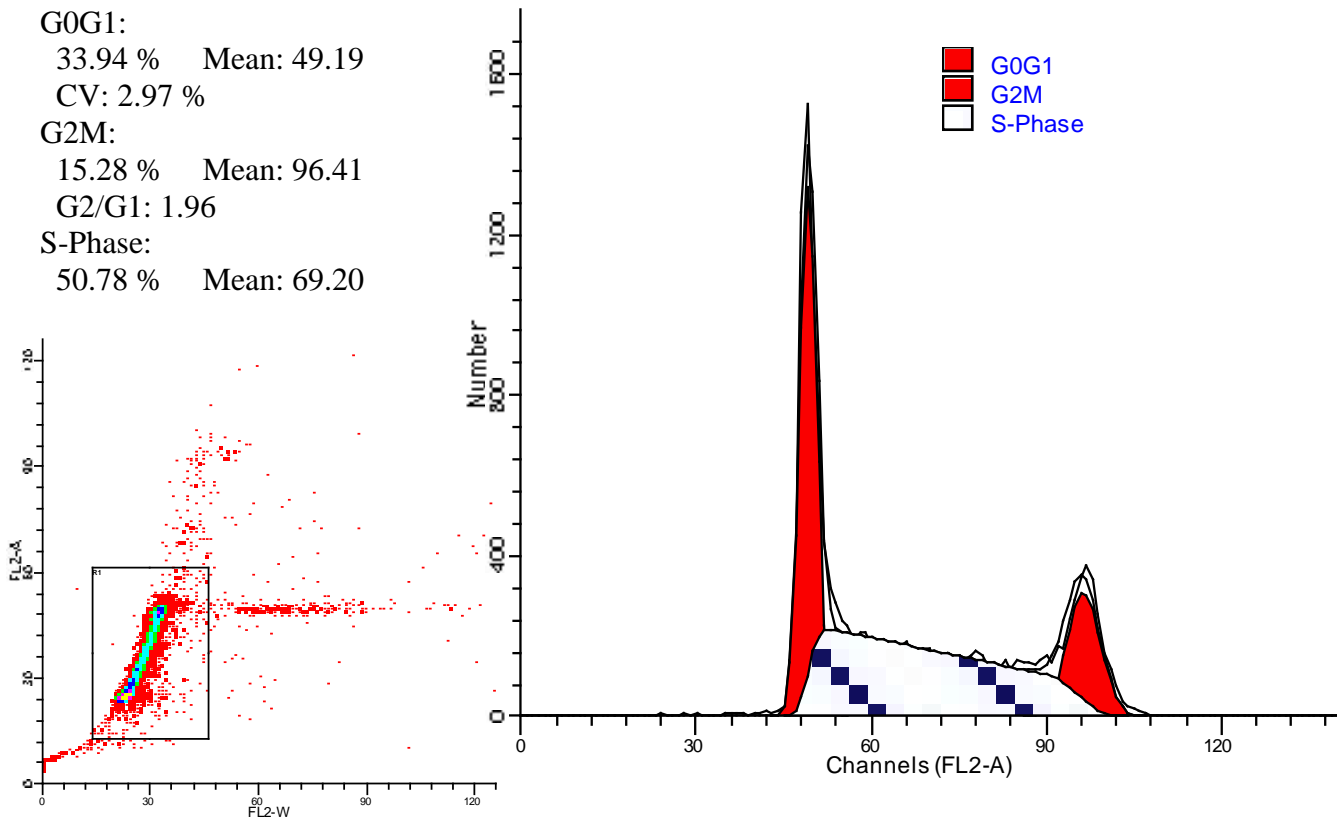 G0G1:
33.94 % Mean: 49.19
CV: 2.97 %
G2M:
15.28 % Mean: 96.41
G2/G1: 1.96
S-Phase:
50.78 % Mean: 69.20
G0G1
G2M
S-Phase
Number
1600
1200
800
400
0
0 30 60 90 120
Channels (FL2-A)
FL2-A
120
90
60
30
0
R1
0 30 60 90 120
FL2-W